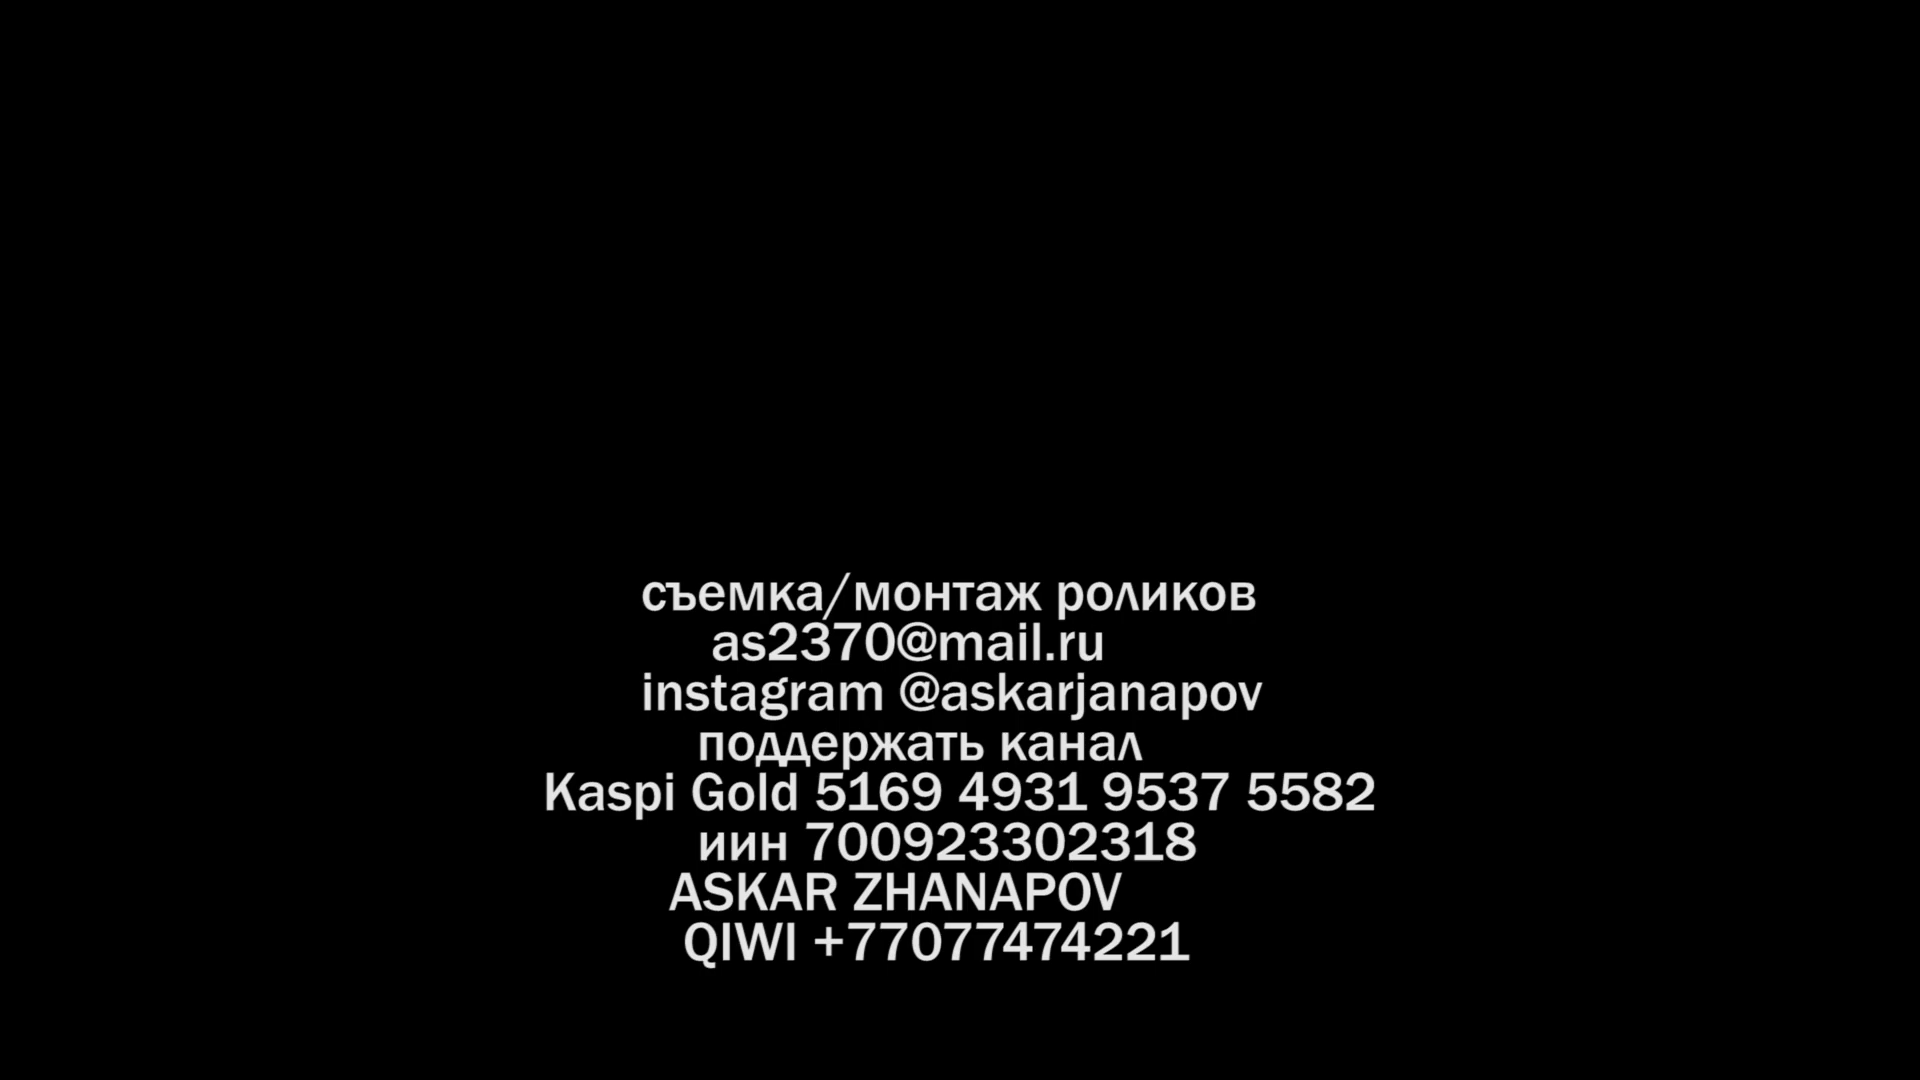 съемка/монтаж роликов
as2370@mail.ru
instagram @askarjanapov
поддержать канал
Kaspi Gold 5169 4931 9537 5582
иин 700923302318
ASKAR ZHANAPOV
QIWI +77077474221